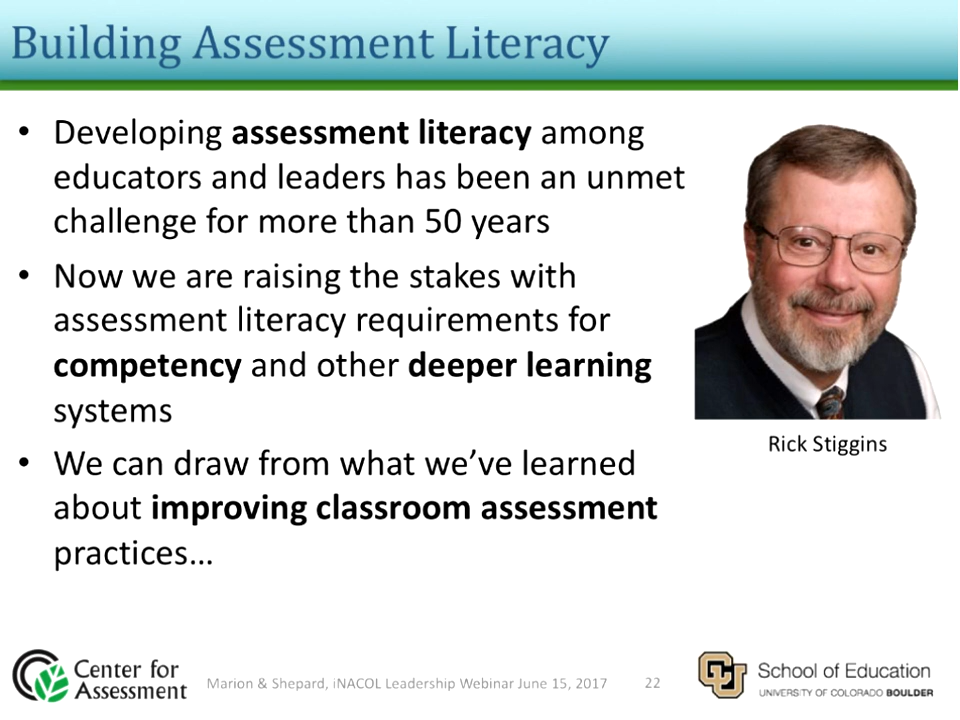 Building Assessment Literacy
• Developing assessment literacy among
educators and leaders has been an unmet
challenge for more than 50 years
• Now we are raising the stakes with
assessment literacy requirements for
competency and other deeper learning
systems
• We can draw from what we’ve learned
about improving classroom assessment
practices…
Rick Stiggins
Center for
Assessment
Marion & Shepard, iNACOL Leadership Webinar June 15, 2017
22
CU
School of Education
UNIVERSITY OF COLORADO BOULDER